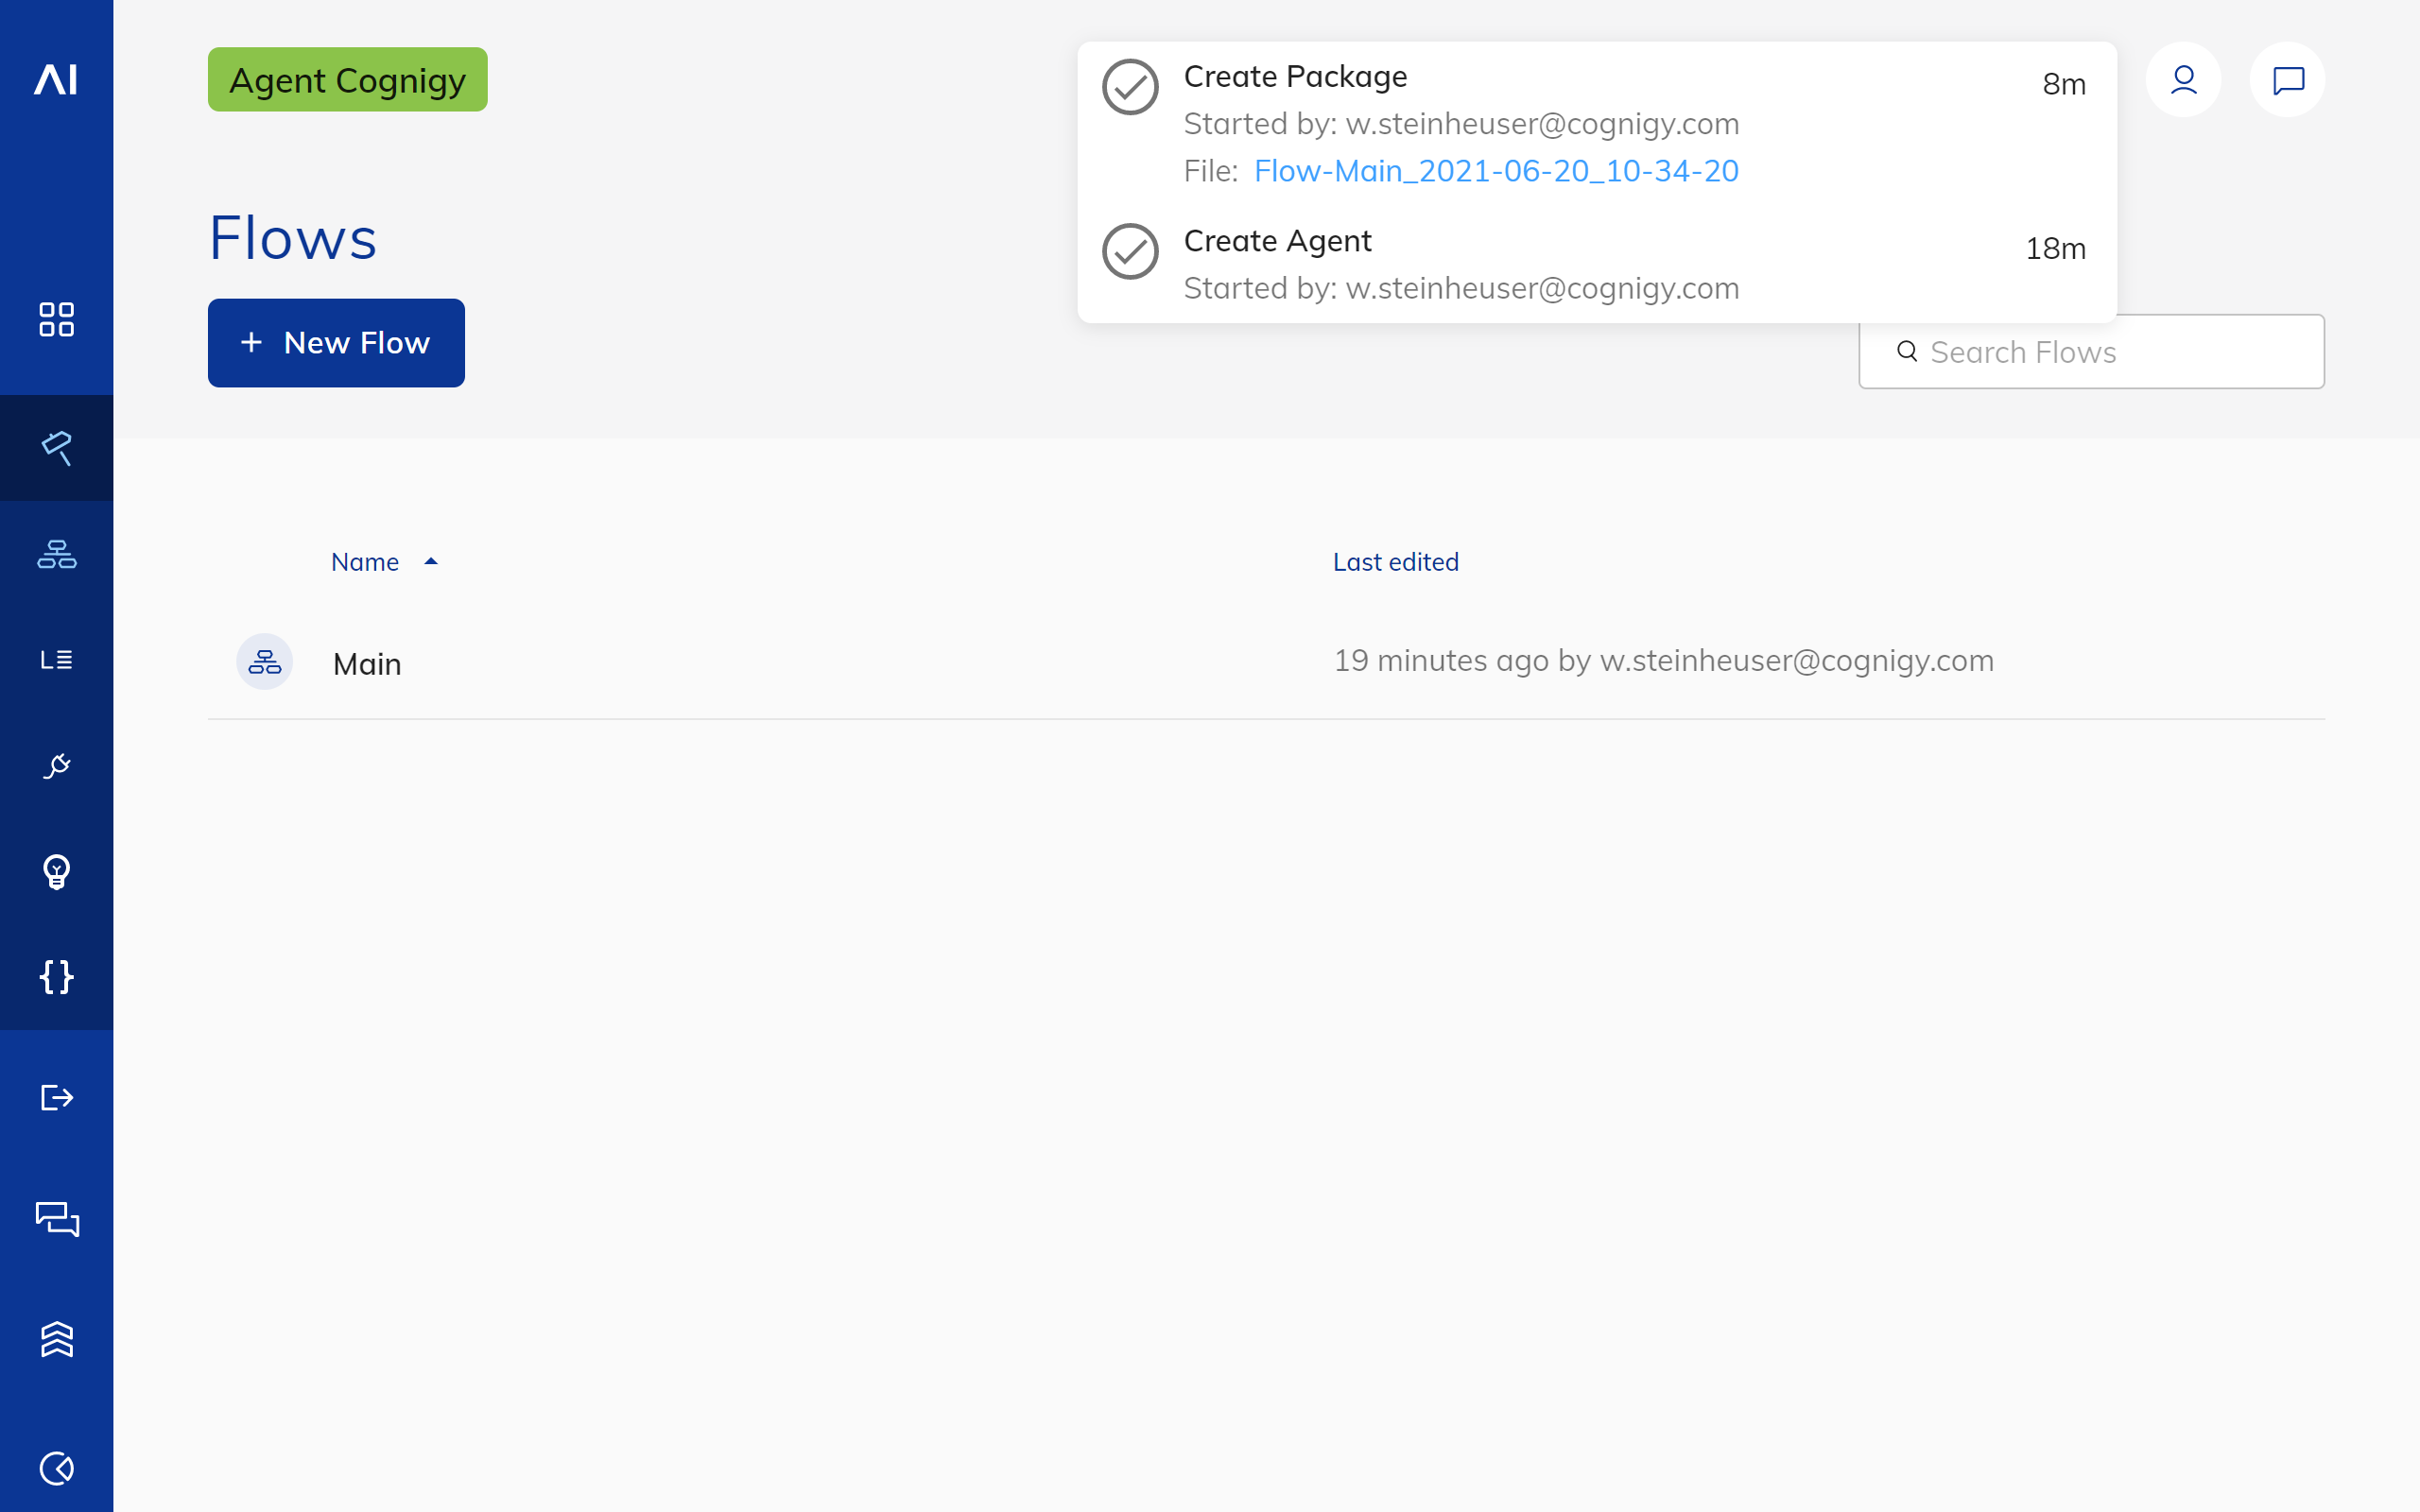 AI
Agent Cognigy
Create Package
8m
Started by: w.steinheuser@cognigy.com
File: Flow-Main_2021-06-20_10-34-20
Create Agent
18m
Started by: w.steinheuser@cognigy.com
Flows
+ New Flow
Search Flows
Name
Last edited
Main
19 minutes ago by w.steinheuser@cognigy.com